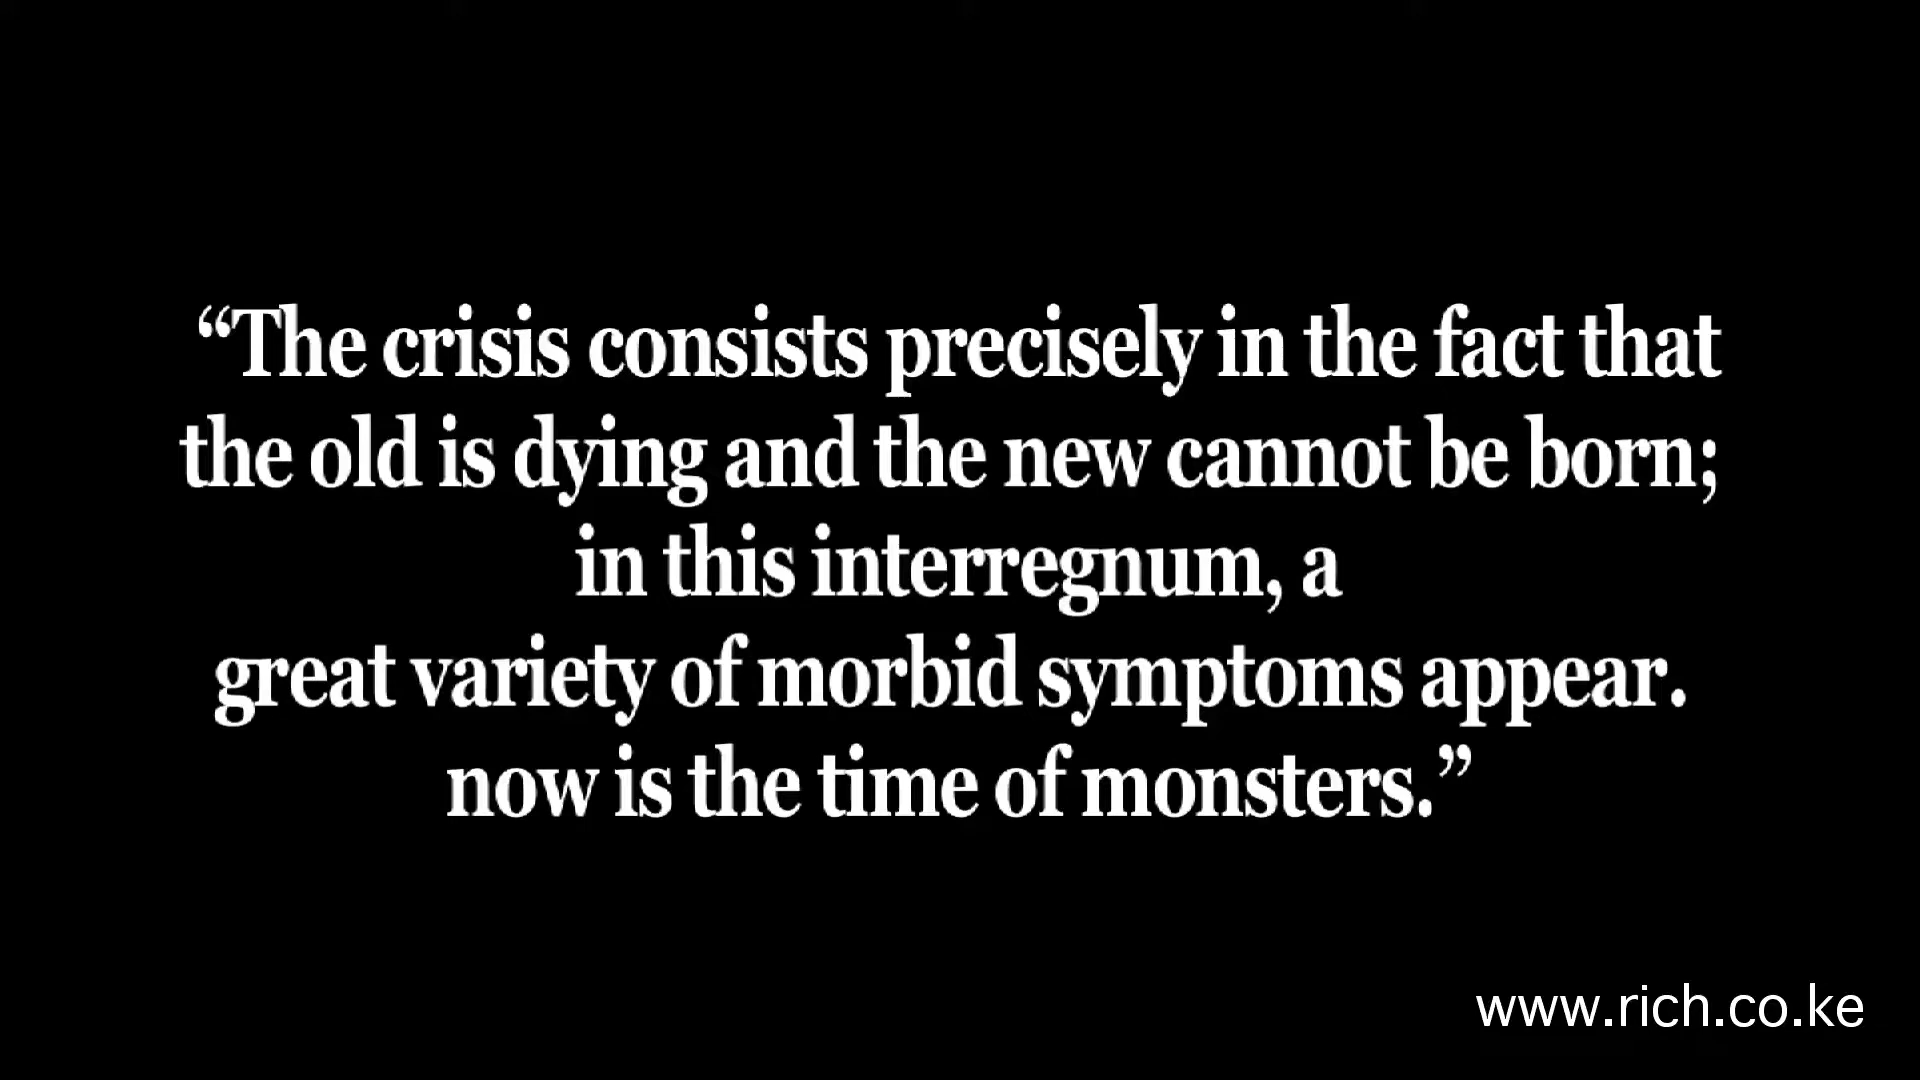 “The crisis consists precisely in the fact that
the old is dying and the new cannot be born;
in this interregnum, a
great variety of morbid symptoms appear.
now is the time of monsters.”
www.rich.co.ke